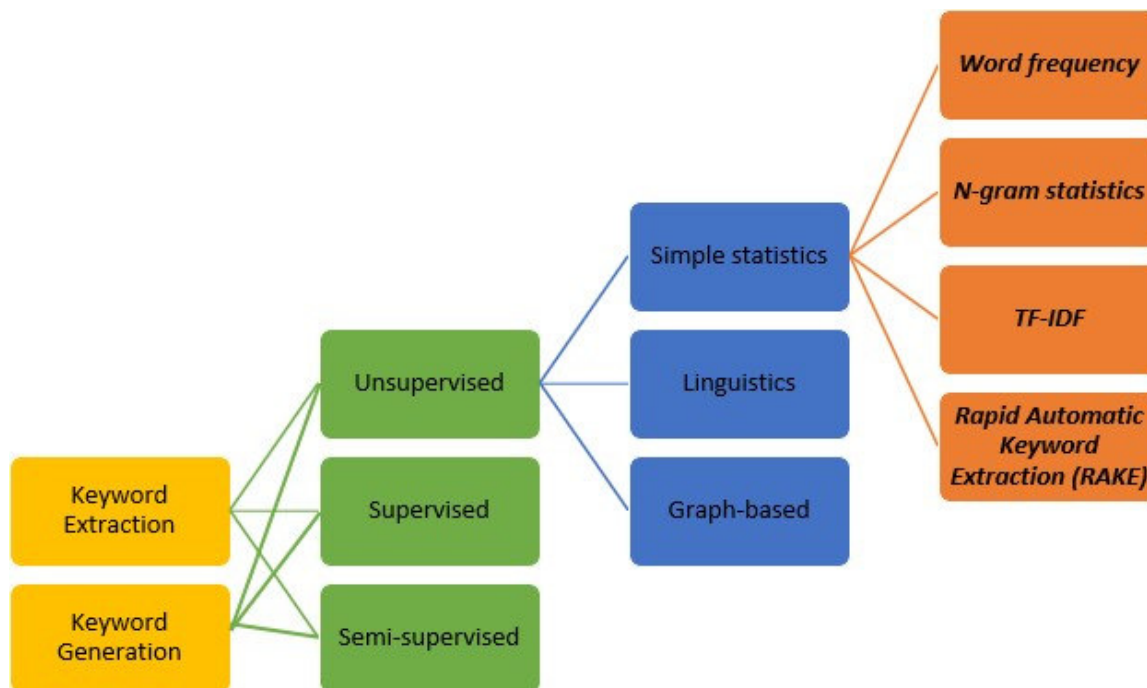 Keyword
Extraction
Keyword
Generation
Unsupervised
Supervised
Semi-supervised
Simple statistics
Linguistics
Graph-based
Word frequency
N-gram statistics
TF-IDF
Rapid Automatic
Keyword
Extraction (RAKE)